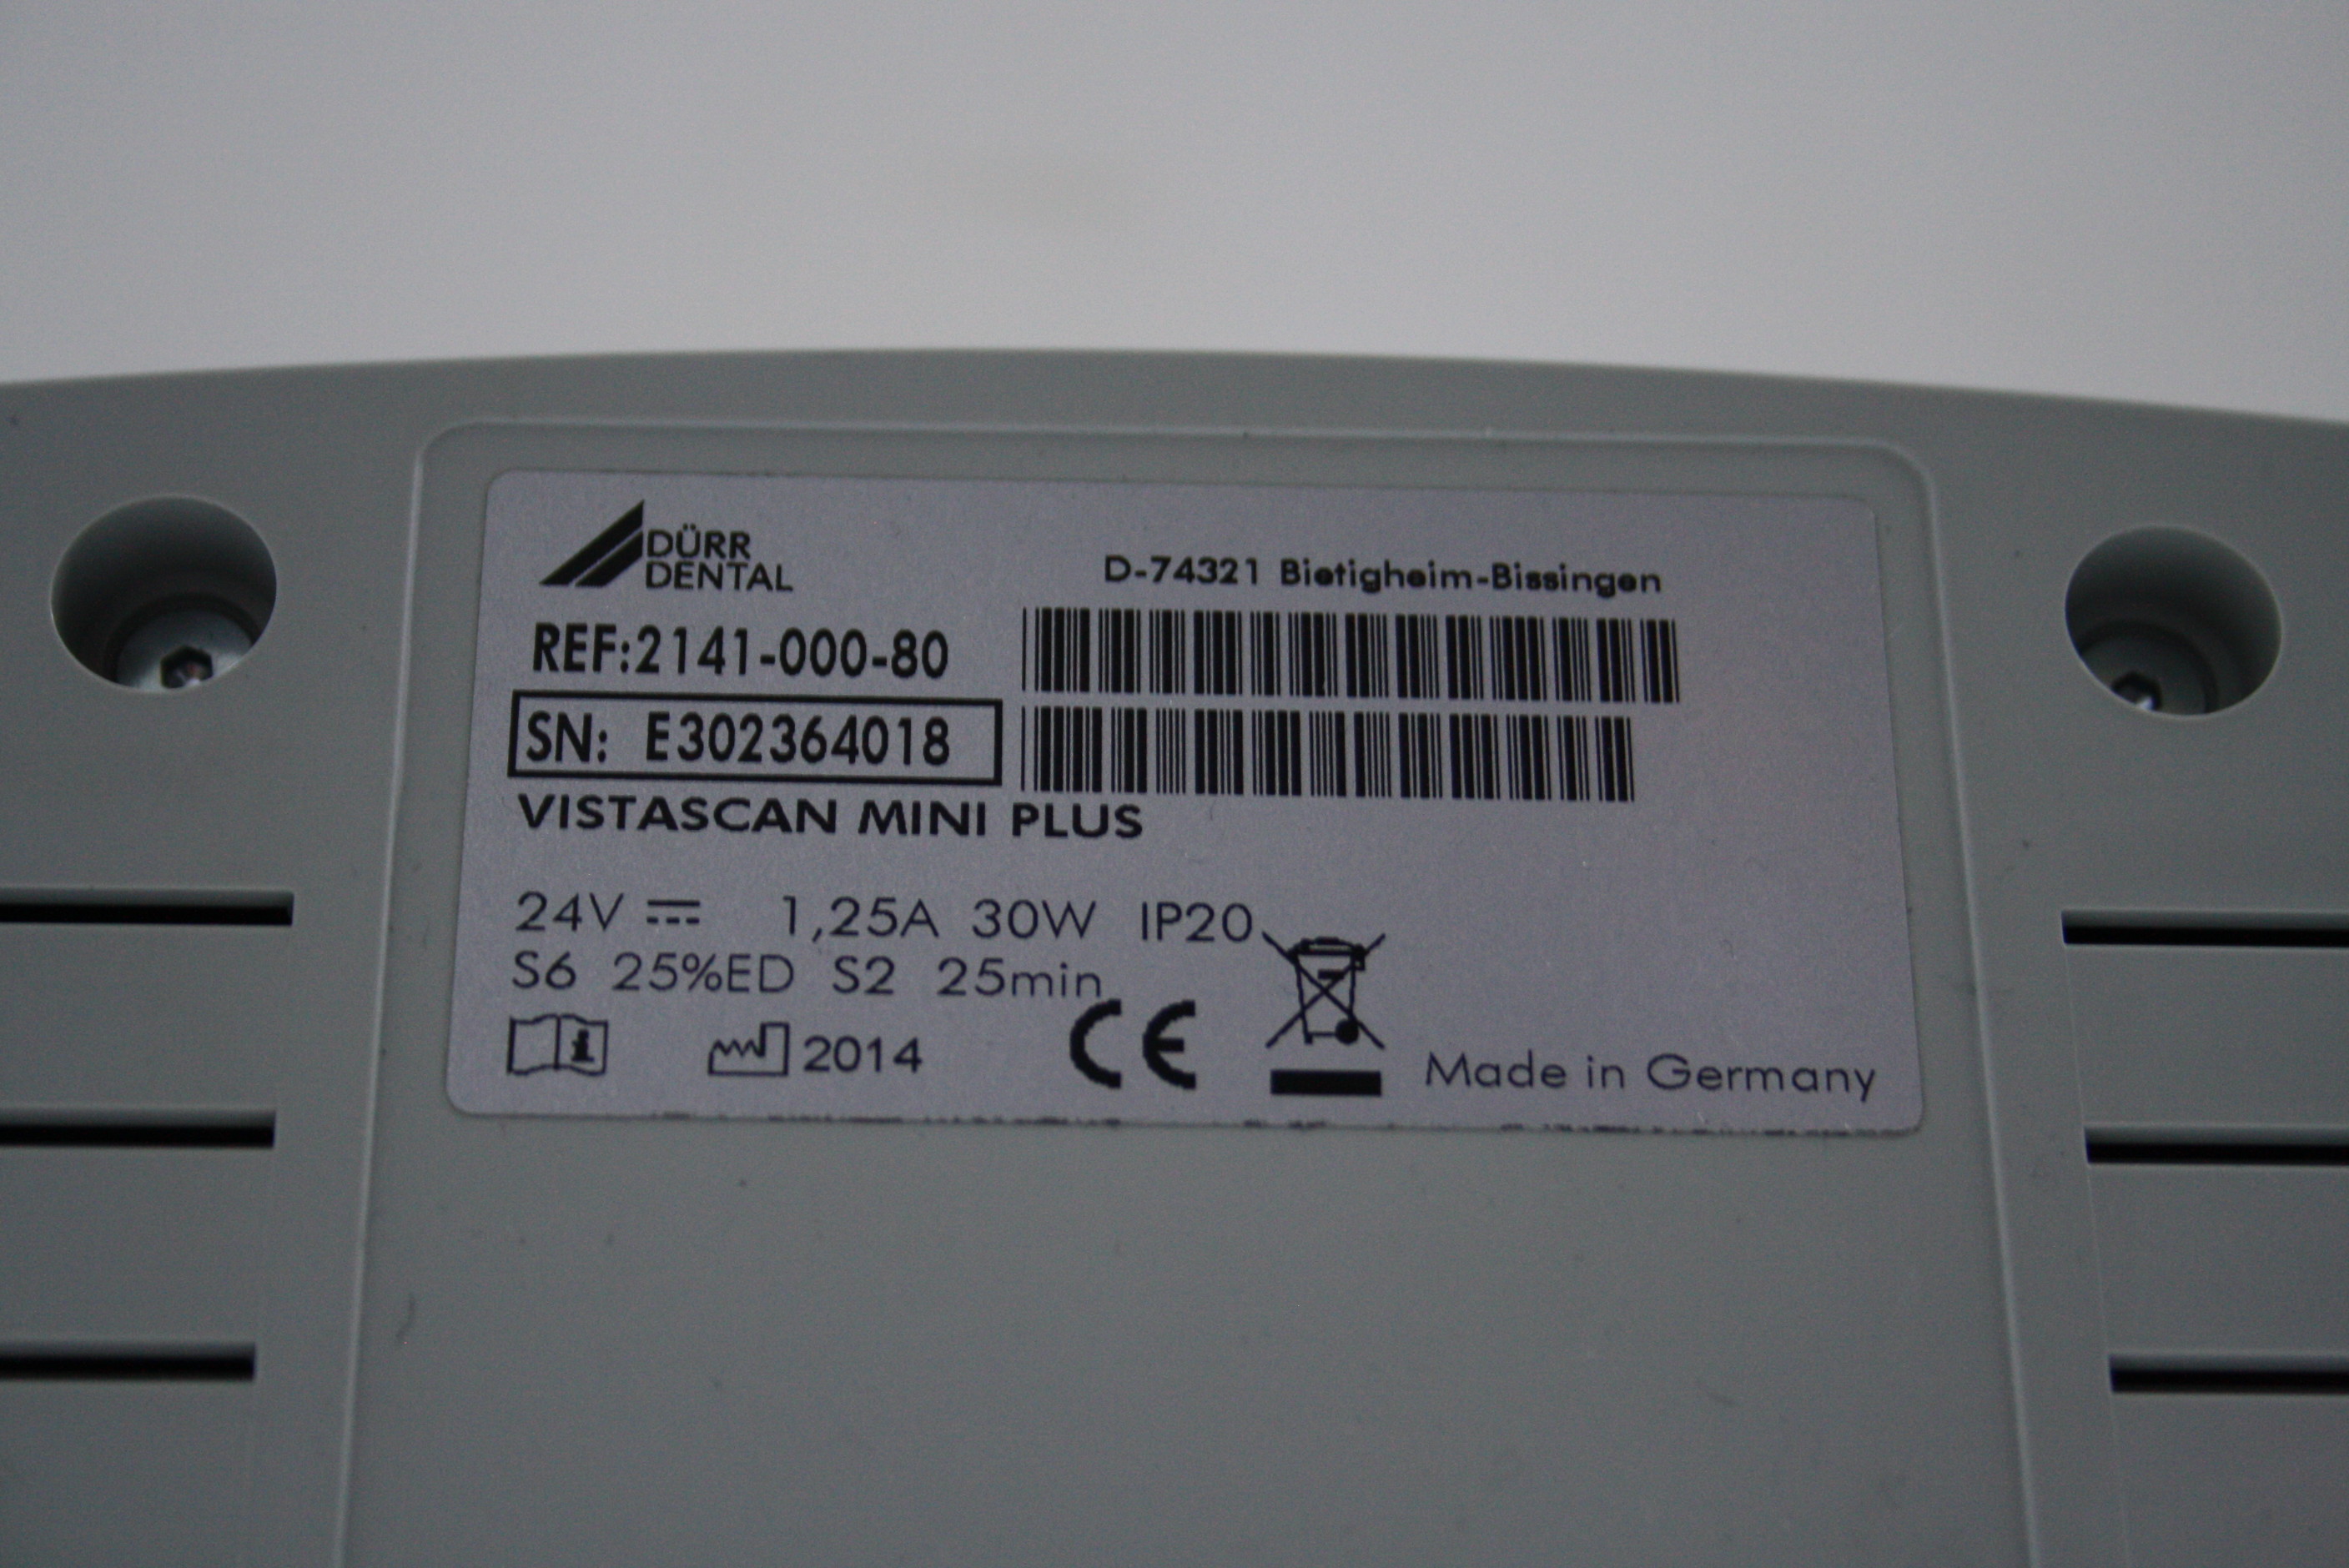 DÜRR
DENTAL
D-74321 Bietigheim-Bissingen
REF:2141-000-80
SN: E302364018
VISTASCAN MINI PLUS
24V 1,25A 30W IP20
S6 25%ED S2 25min
2014 CE
Made in Germany